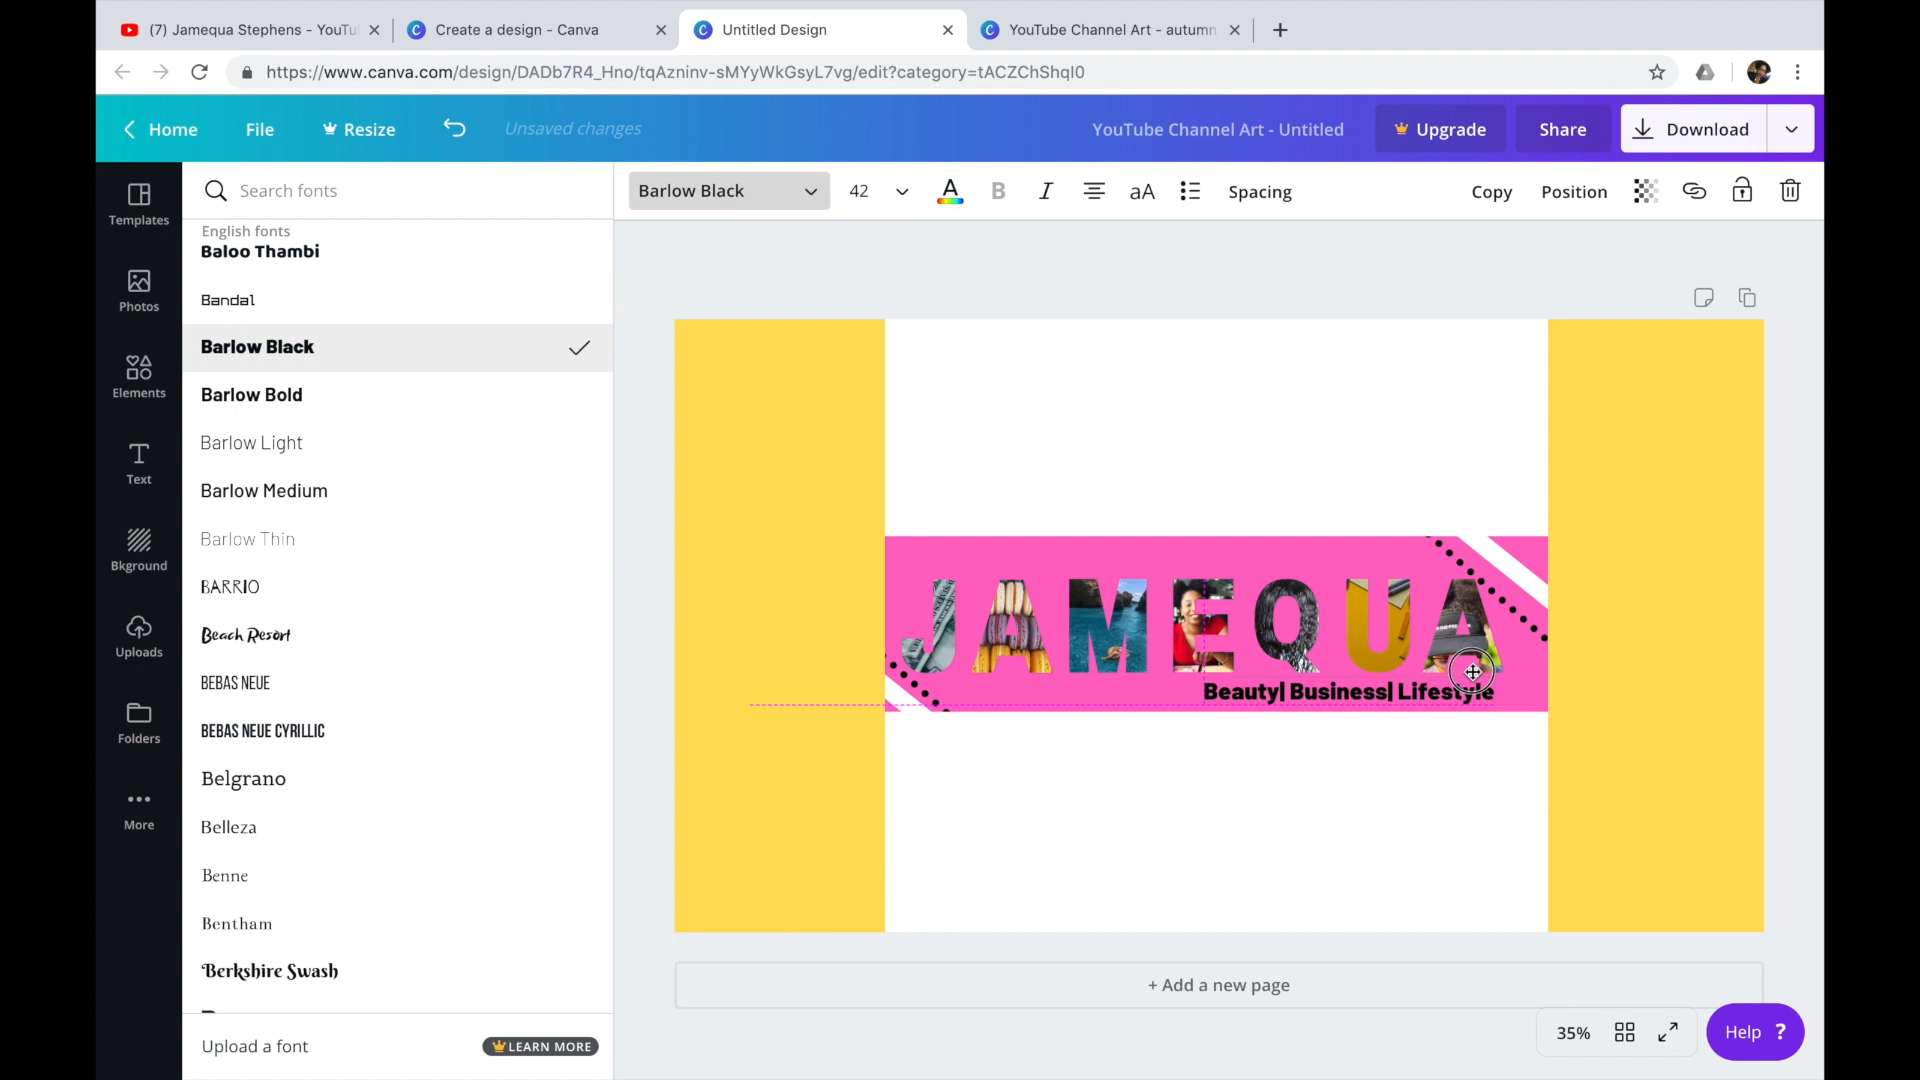 (7) Jamequa Stephens - YouTu
Create a design - Canva
Untitled Design
YouTube Channel Art - autumn
https://www.canva.com/design/DADb7R4_Hno/tqAzninv-sMYyWkGsyL7vg/edit?category=tACZChShqI0
Home
File
Resize
Unsaved changes
YouTube Channel Art - Untitled
Upgrade
Share
Download
Templates
Photos
Elements
Text
Bkground
Uploads
Folders
More
Search fonts
English fonts
Baloo Thambi
Bandal
Barlow Black
Barlow Bold
Barlow Light
Barlow Medium
Barlow Thin
BARRIO
Beach Resort
BEBAS NEUE
BEBAS NEUE CYRILLIC
Belgrano
Belleza
Benne
Bentham
Berkshire Swash
Upload a font
LEARN MORE
Barlow Black
42
A
B
I
aA
Spacing
Copy
Position
JAMEQUA
Beauty| Business| Lifestyle
+ Add a new page
35%
Help ?